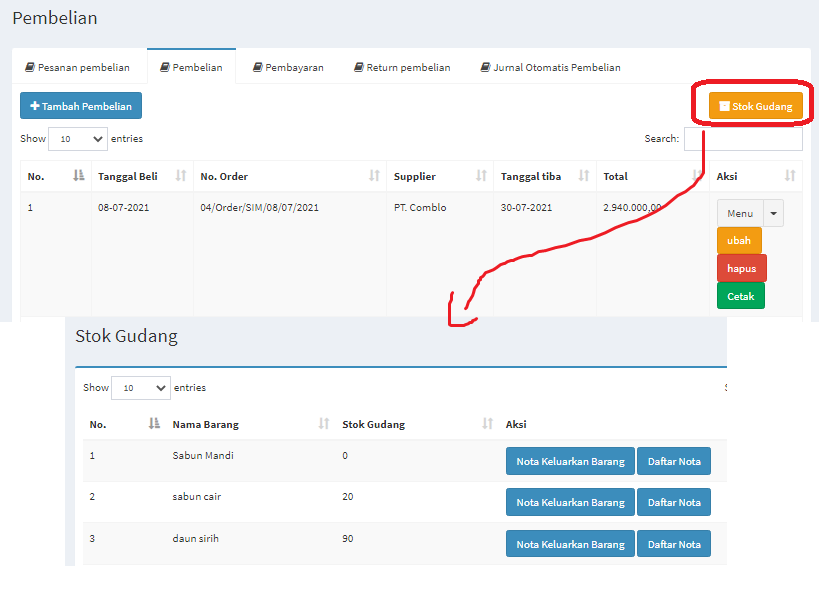 Pembelian
Pesanan pembelian Pembelian Pembayaran Return pembelian Jurnal Otomatis Pembelian
Tambah Pembelian Stok Gudang
Show 10 entries Search:
No. Tanggal Beli No. Order Supplier Tanggal tiba Total Aksi
1 08-07-2021 04/Order/SIM/08/07/2021 PT. Comblo 30-07-2021 2.940.000,00 Menu
ubah
hapus
Cetak
Stok Gudang
Show 10 entries
No. Nama Barang Stok Gudang Aksi
1 Sabun Mandi 0 Nota Keluarkan Barang Daftar Nota
2 sabun cair 20 Nota Keluarkan Barang Daftar Nota
3 daun sirih 90 Nota Keluarkan Barang Daftar Nota